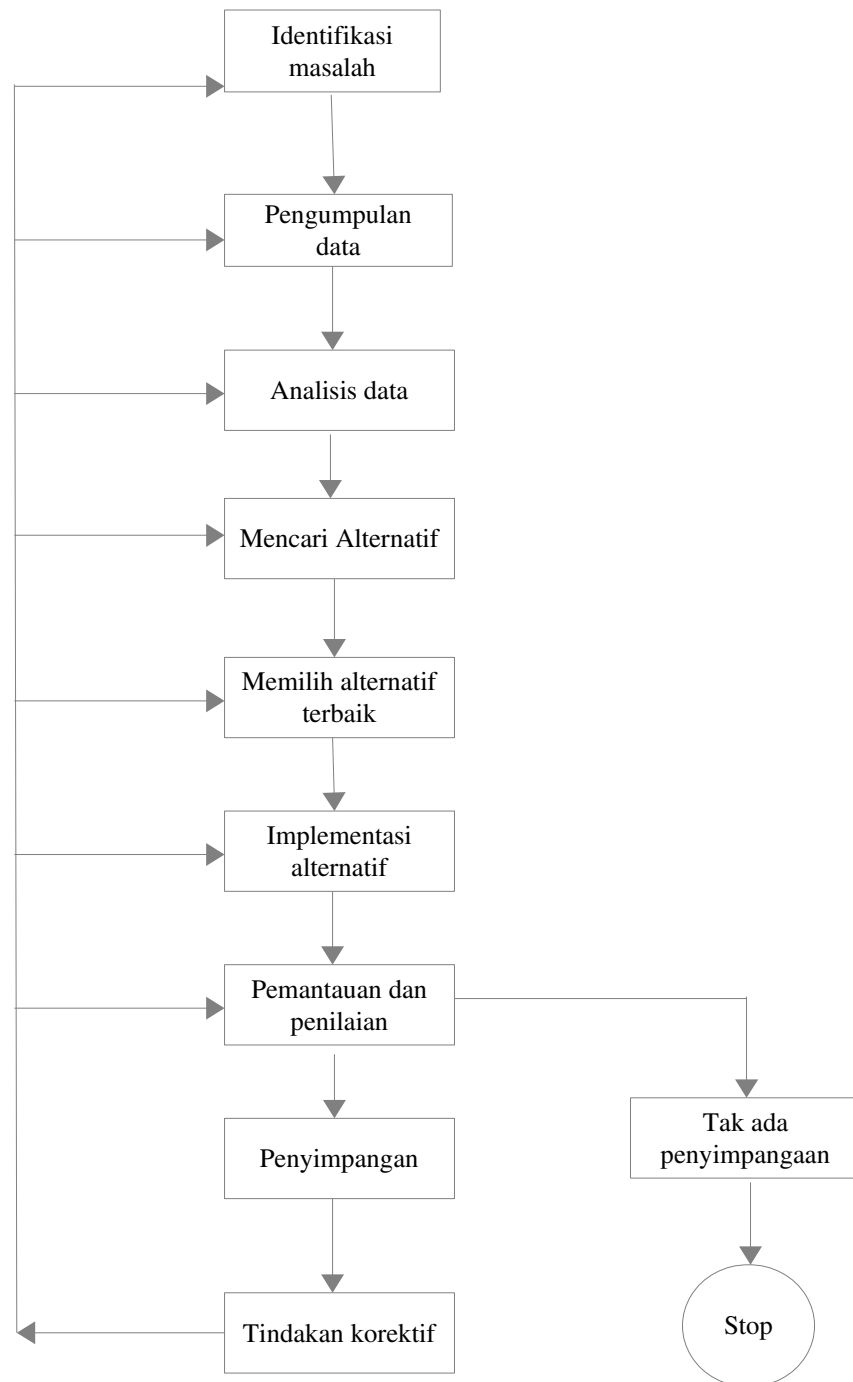 Identifikasi
masalah
Pengumpulan
data
Analisis data
Mencari Alternatif
Memilih alternatif
terbaik
Implementasi
alternatif
Pemantauan dan
penilaian
Penyimpangan
Tak ada
penyimpangaan
Tindakan korektif
Stop